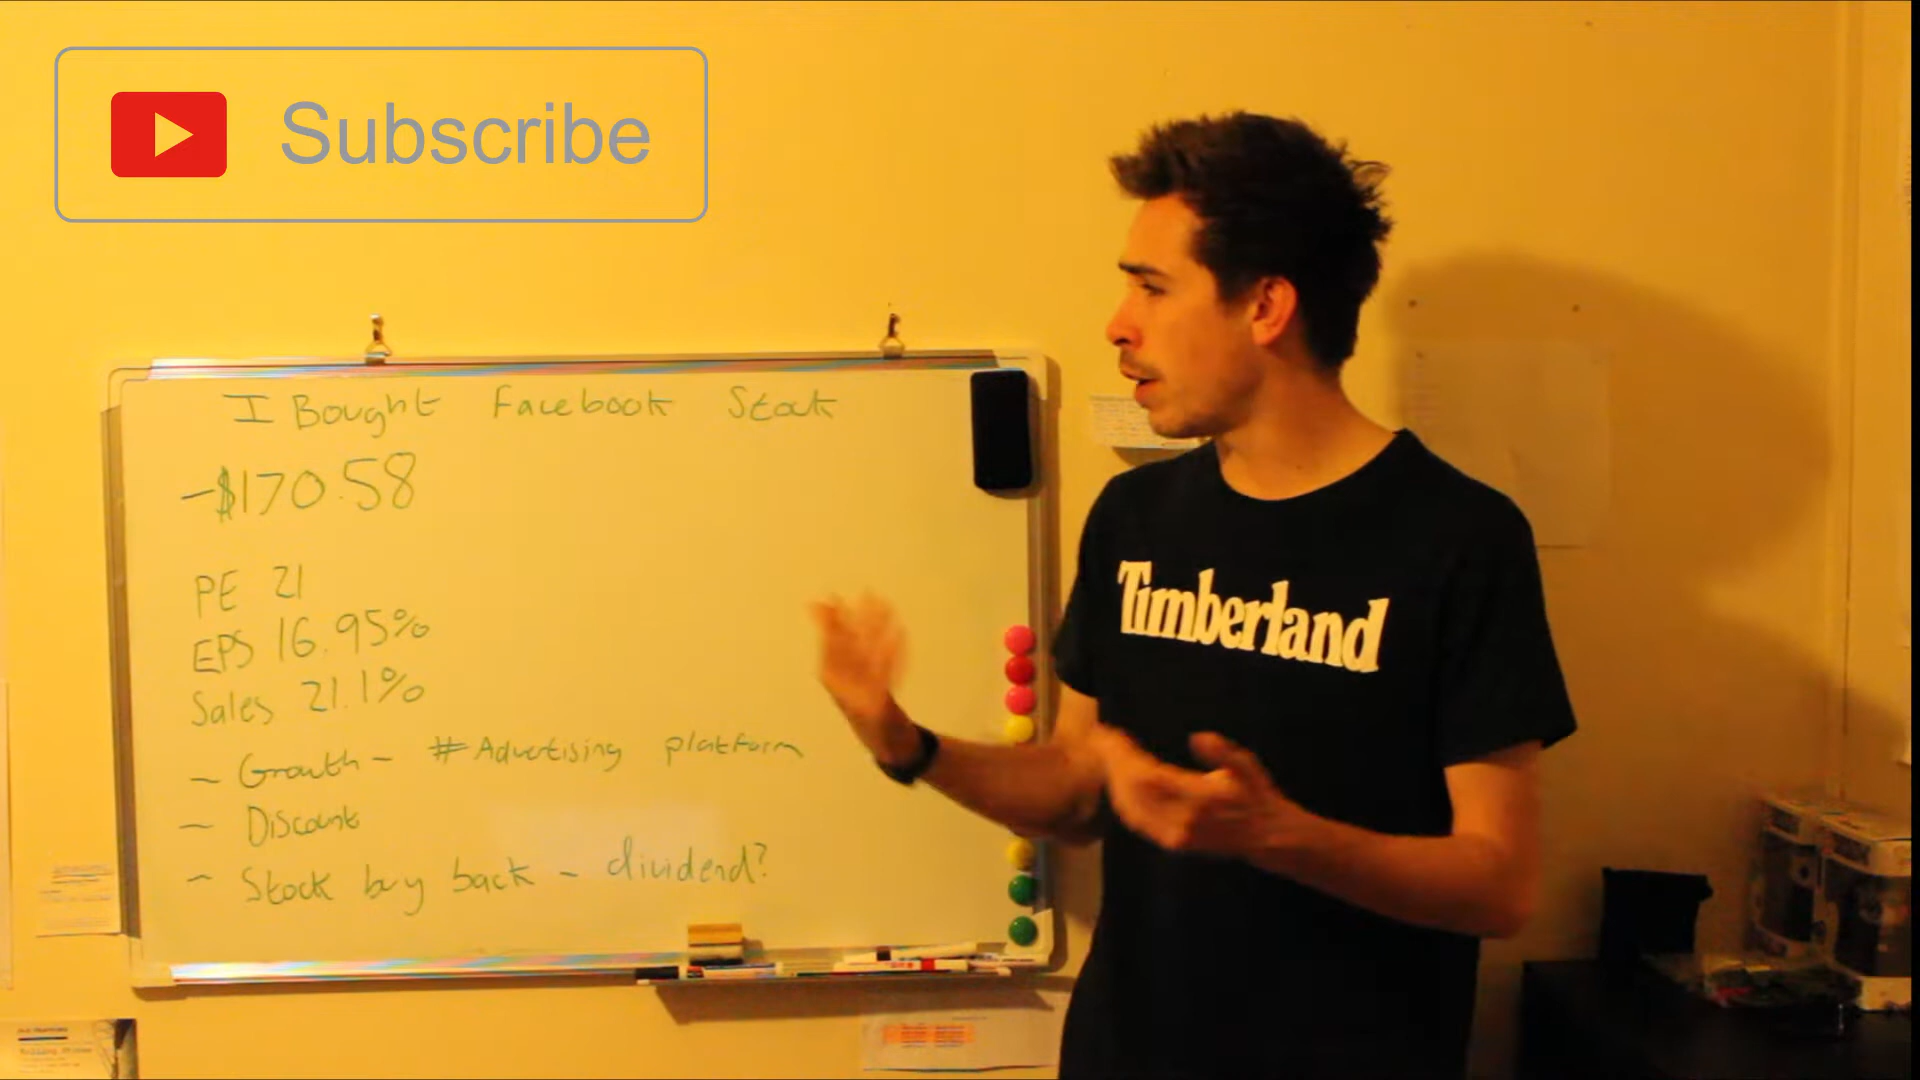 Subscribe
I Bought Facebook Stock
-$170.58
PE 21
EPS 16.95%
Sales 21.1%
- Growth - # Advertising platform
- Discount
- Stock buy back - dividend?
Timberland